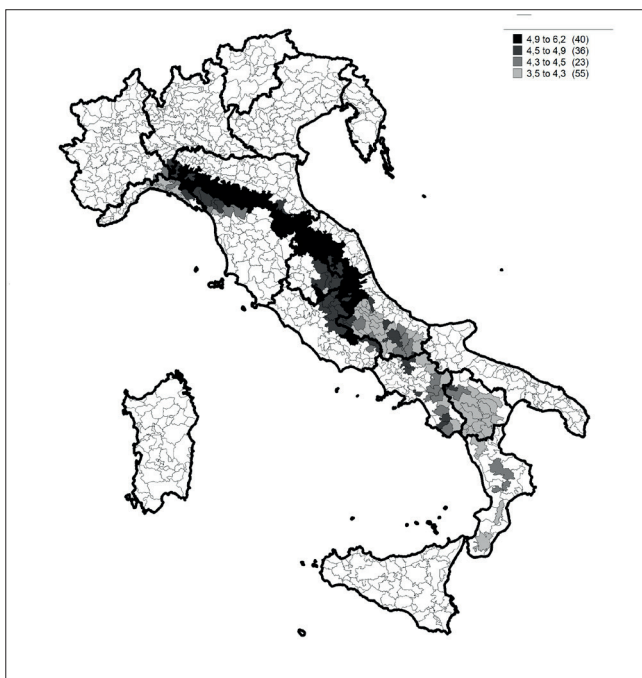 4,9 to 6,2 (40)
4,5 to 4,9 (36)
4,3 to 4,5 (23)
3,5 to 4,3 (55)